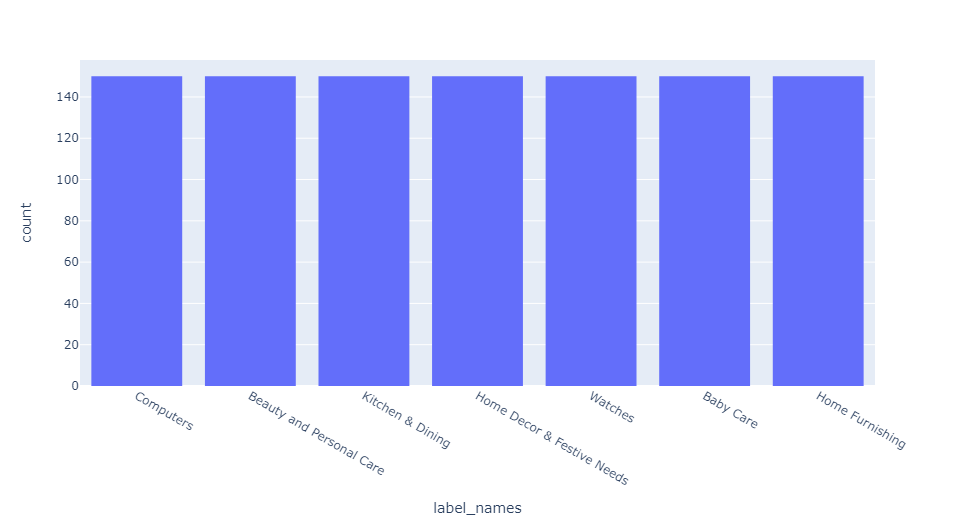 count
140
120
100
80
60
40
20
0
Computers
Beauty and Personal Care
Kitchen & Dining
Home Decor & Festive Needs
Watches
Baby Care
Home Furnishing
label_names